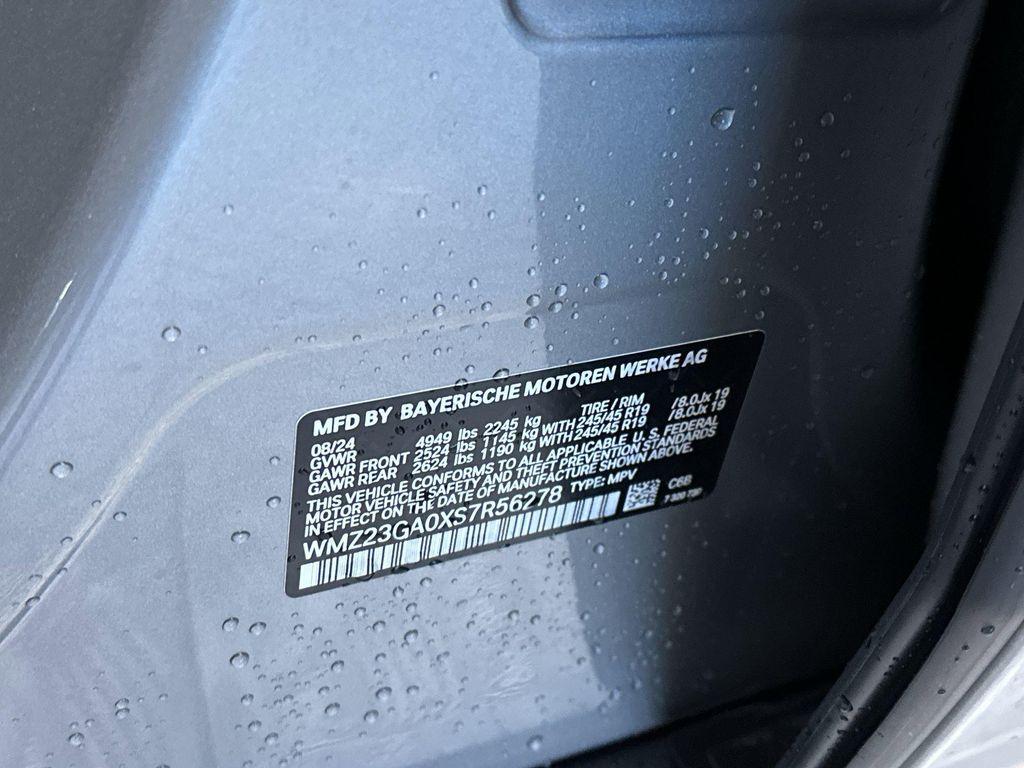 MFD BY BAYERISCHE MOTOREN WERKE AG
08/24 TIRE / RIM
GVWR 4949 lbs 2245 kg
GAWR FRONT 2524 lbs 1145 kg WITH 245/45 R19 /8.0Jx 19
GAWR REAR 2624 lbs 1190 kg WITH 245/45 R19 /8.0Jx 19
THIS VEHICLE CONFORMS TO ALL APPLICABLE U.S. FEDERAL
MOTOR VEHICLE SAFETY AND THEFT PREVENTION STANDARDS
IN EFFECT ON THE DATE OF MANUFACTURE SHOWN ABOVE.
WMZ23GA0XS7R56278 TYPE: MPV C6B